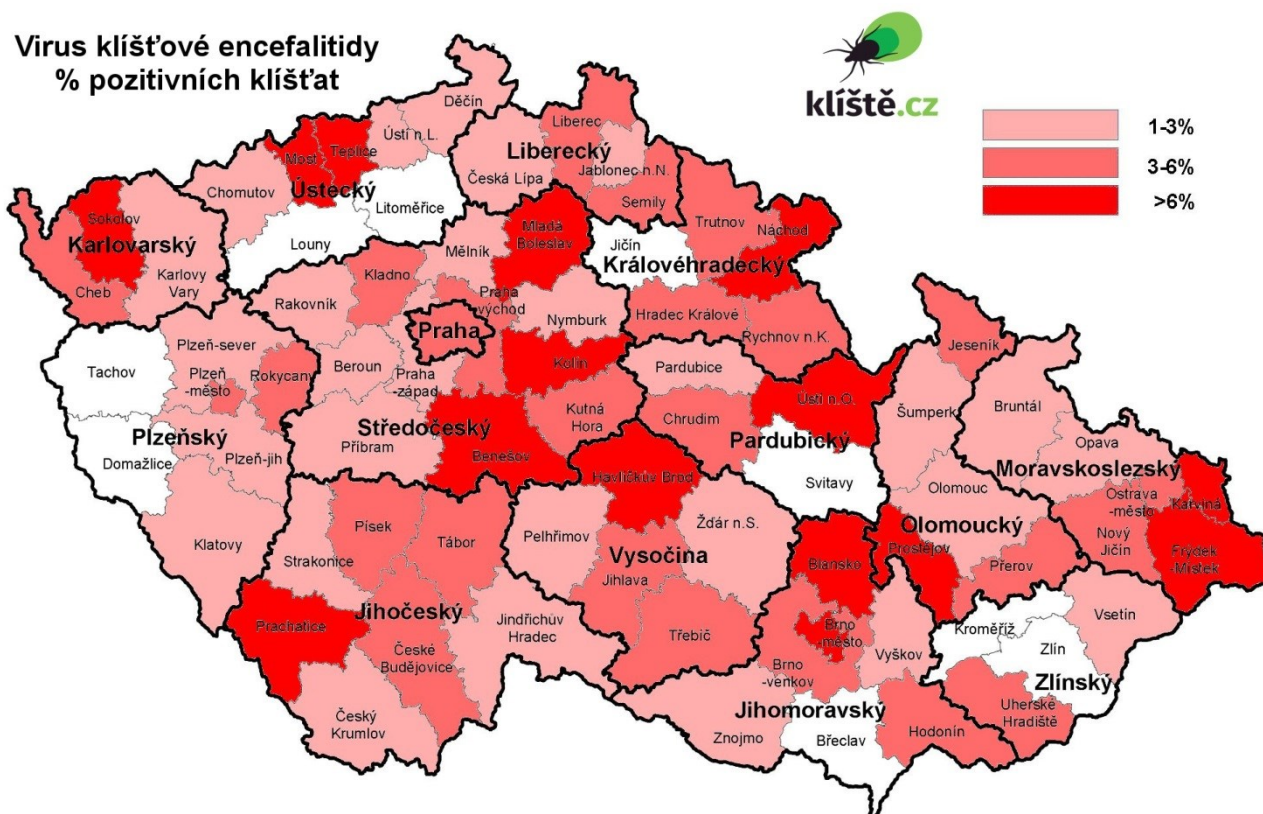 Virus klíšťové encefalitidy
% pozitivních klíšťat
klíště.cz
1-3%
3-6%
>6%
Děčín
Ústí n.L.
Teplice
Most
Chomutov
Ústecký
Litoměřice
Louny
Liberec
Liberecký
Jablonec n.N.
Česká Lípa
Semily
Sokolov
Karlovarský
Karlovy
Vary
Cheb
Trutnov
Náchod
Jičín
Královéhradecký
Hradec Králové
Rychnov n.K.
Mladá
Boleslav
Mělník
Kladno
Rakovník
Praha
východ
Nymburk
Praha
Beroun
Praha
-západ
Kolín
Kutná
Hora
Středočeský
Příbram
Benešov
Tachov
Plzeň-sever
Plzeň
-město
Rokycany
Plzeňský
Domažlice
Plzeň-jih
Klatovy
Pardubice
Ústí n.O.
Chrudim
Pardubický
Svitavy
Jeseník
Šumperk
Olomouc
Olomoucký
Prostějov
Přerov
Bruntál
Opava
Moravskoslezský
Ostrava
-město
Karviná
Nový
Jičín
Frýdek
-Místek
Havlíčkův Brod
Pelhřimov
Žďár n.S.
Vysočina
Jihlava
Třebíč
Písek
Tábor
Strakonice
Jihočeský
Prachatice
České
Budějovice
Jindřichův
Hradec
Český
Krumlov
Blansko
Brno
-město
Vyškov
Brno
-venkov
Jihomoravský
Znojmo
Břeclav
Hodonín
Kroměříž
Vsetín
Zlín
Zlínský
Uherské
Hradiště